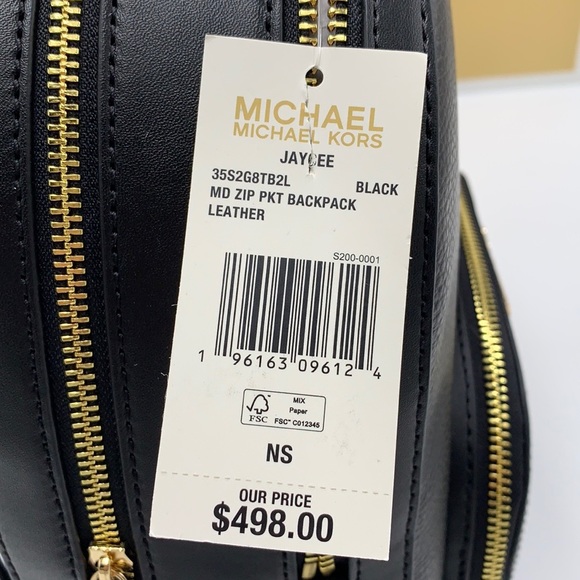 MICHAEL
MICHAEL KORS
JAYCEE
35S2G8TB2L BLACK
MD ZIP PKT BACKPACK
LEATHER
S200-0001
1 96163 09612 4
FSC
MIX
Paper
FSC™ C012345
NS
OUR PRICE
$498.00